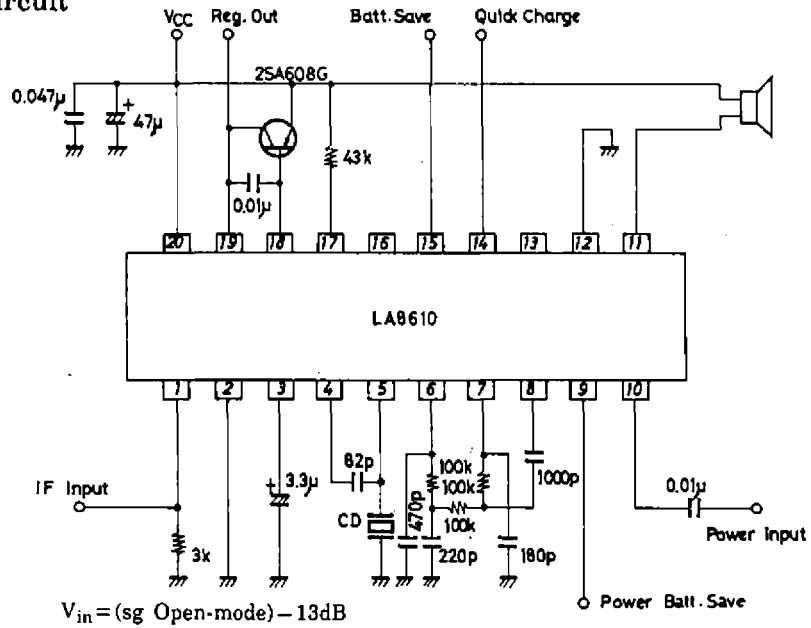 ircuit
VCC Reg. Out Batt. Save Quick Charge
2SA608G
0.047μ
+
47μ
43k
0.01μ
20 19 18 17 16 15 14 13 12 11
LA8610
1 2 3 4 5 6 7 8 9 10
82p
100k
100k
1000p
IF Input
+
3.3μ
0.01μ
CD
470p
100k
Power input
3k
220p
180p
Power Batt. Save
Vin=(sg Open-mode)−13dB